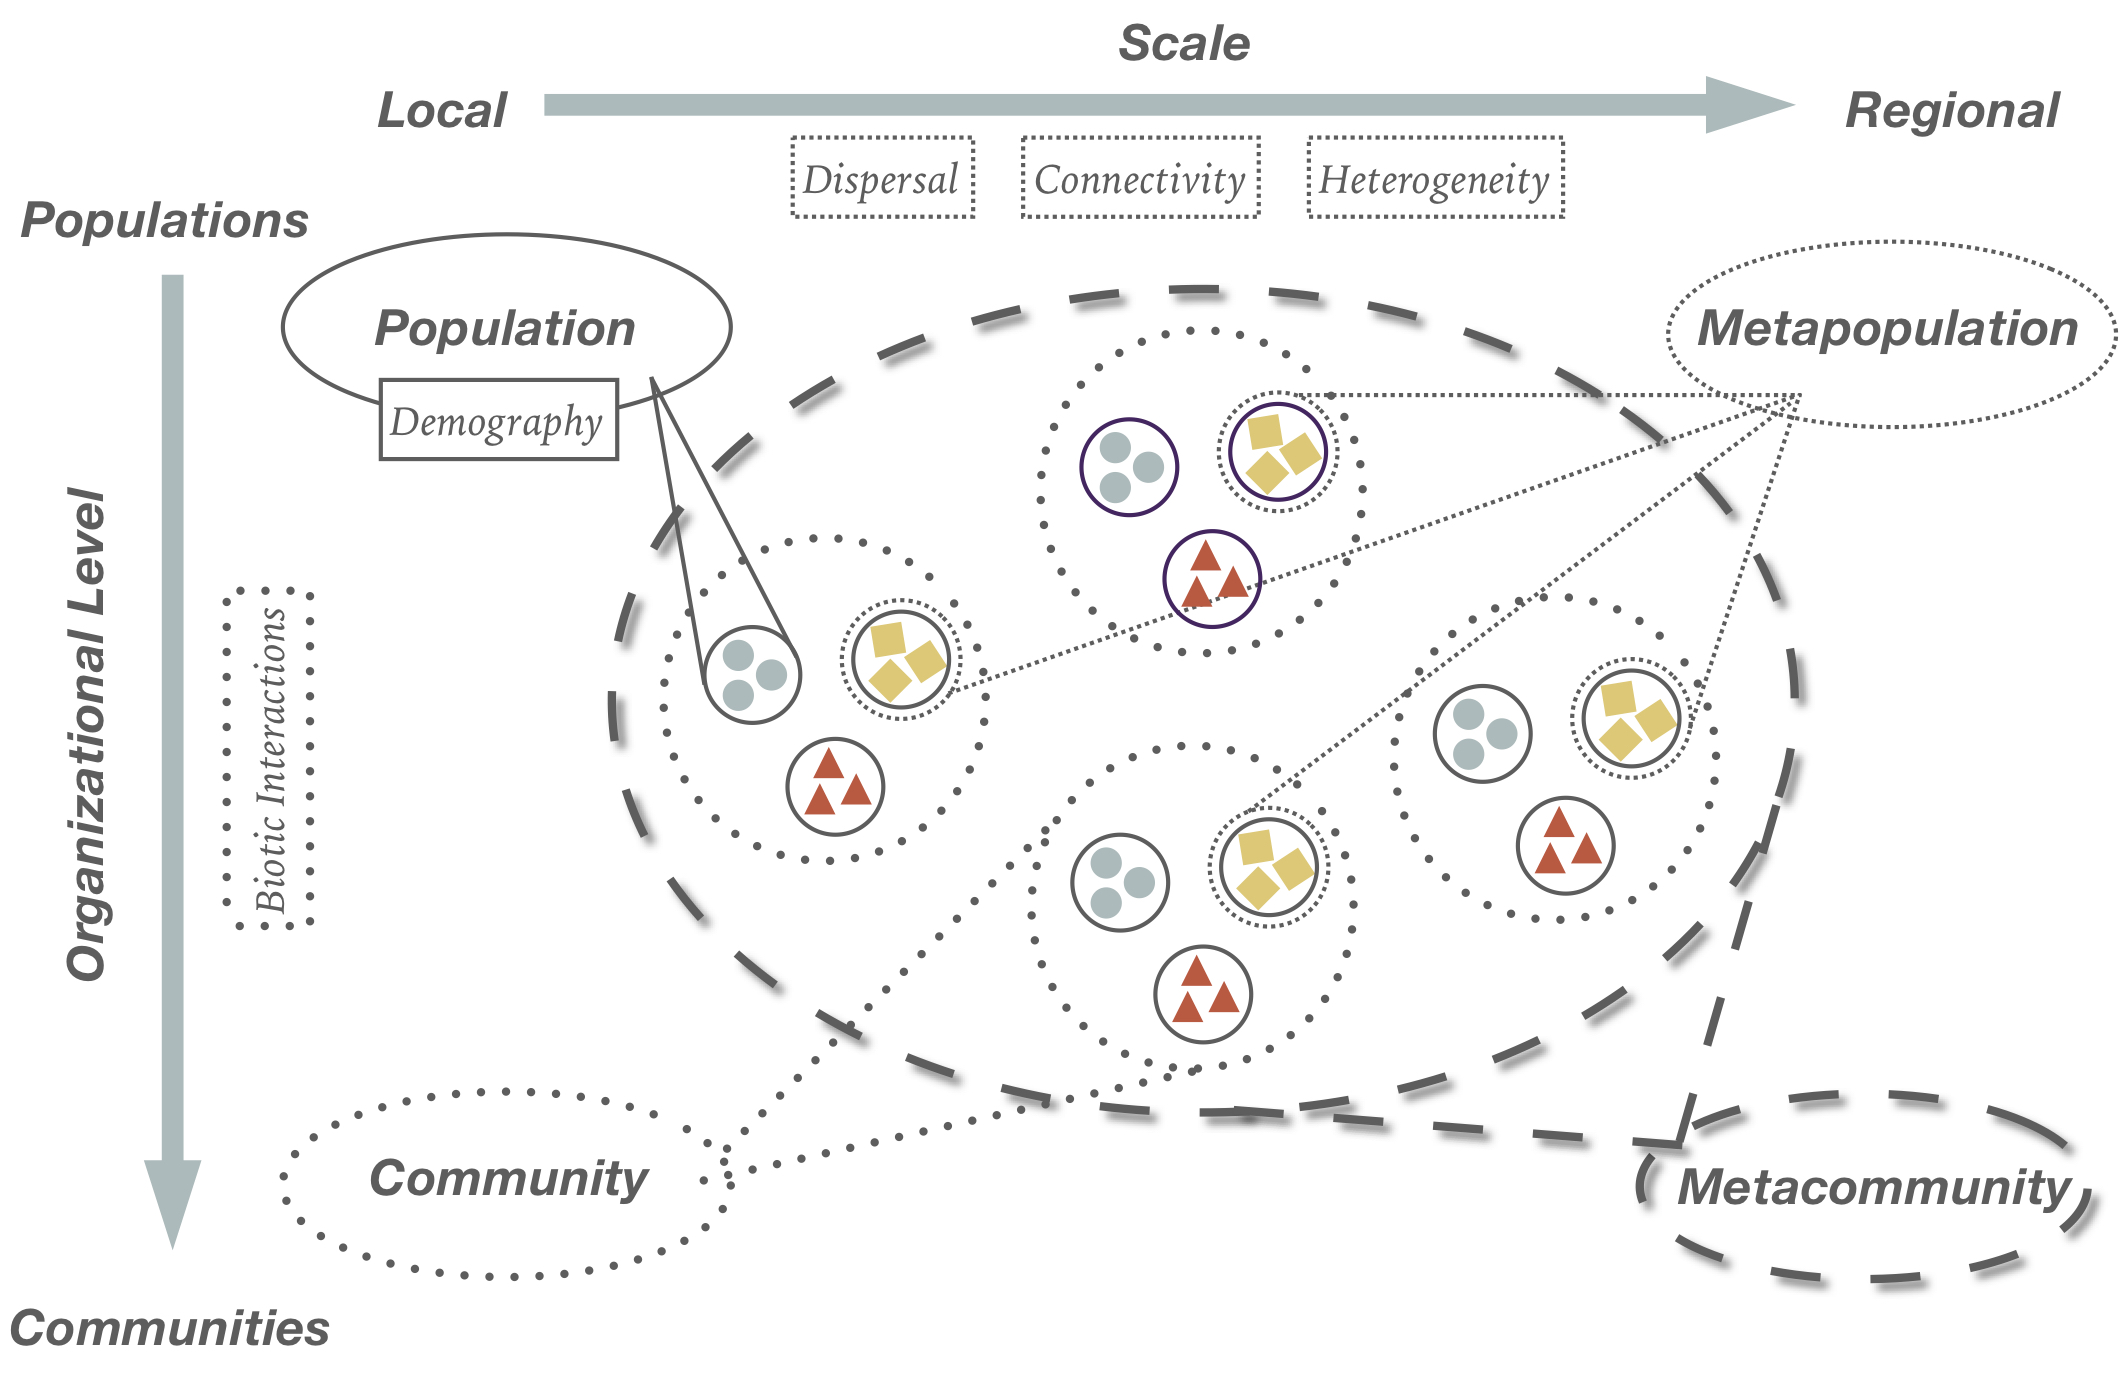 Scale
Local
Regional
Dispersal
Connectivity
Heterogeneity
Populations
Population
Metapopulation
Demography
Organizational Level
Biotic Interactions
Community
Metacommunity
Communities